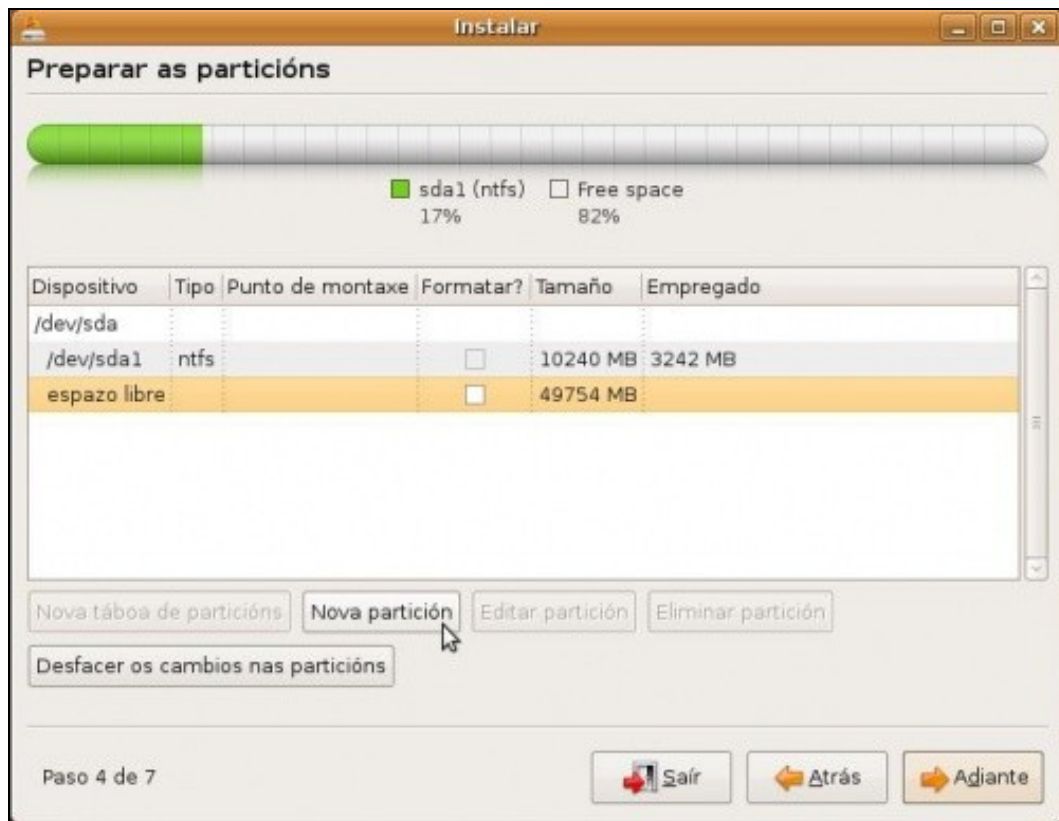 Instalar
Preparar as particións
sda1 (ntfs) Free space
17% 82%
Dispositivo Tipo Punto de montaxe Formatar? Tamaño Empregado
/dev/sda
/dev/sda1 ntfs 10240 MB 3242 MB
espazo libre 49754 MB
Nova táboa de particións Nova partición Editar partición Eliminar partición
Desfacer os cambios nas particións
Paso 4 de 7 Saír Atrás Adiante